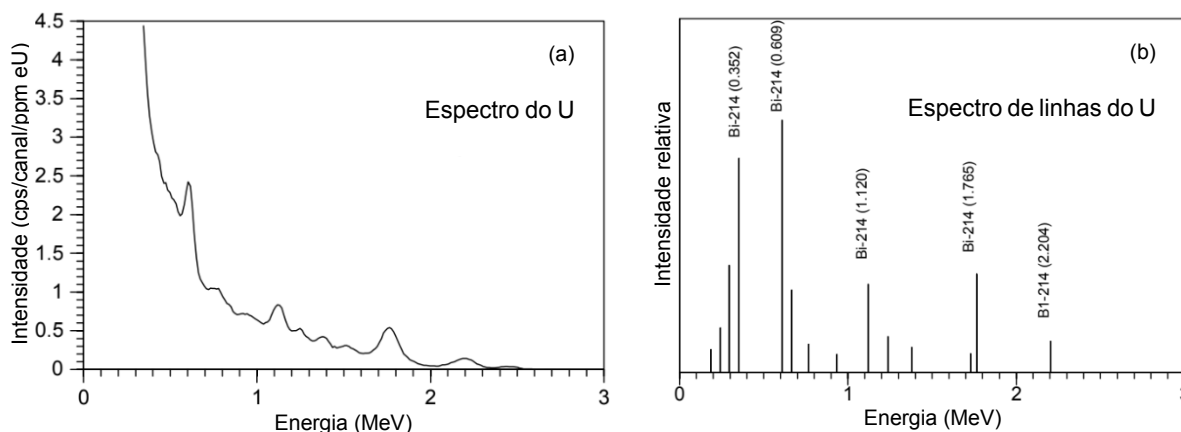 4.5
4
3.5
3
2.5
2
1.5
1
0.5
0
0
1
2
3
Intensidade (cps/canal/ppm eU)
Energia (MeV)
(a)
Espectro do U
Intensidade relativa
Bi-214 (0.352)
Bi-214 (0.609)
Bi-214 (1.120)
Bi-214 (1.765)
B1-214 (2.204)
(b)
Espectro de linhas do U
0
1
2
3
Energia (MeV)